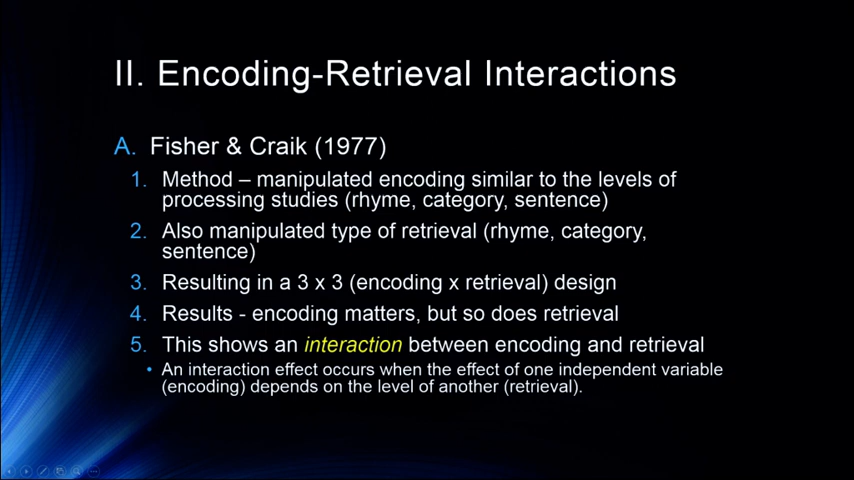 II. Encoding-Retrieval Interactions
A. Fisher & Craik (1977)
1. Method – manipulated encoding similar to the levels of
processing studies (rhyme, category, sentence)
2. Also manipulated type of retrieval (rhyme, category,
sentence)
3. Resulting in a 3 x 3 (encoding x retrieval) design
4. Results - encoding matters, but so does retrieval
5. This shows an interaction between encoding and retrieval
• An interaction effect occurs when the effect of one independent variable
(encoding) depends on the level of another (retrieval).